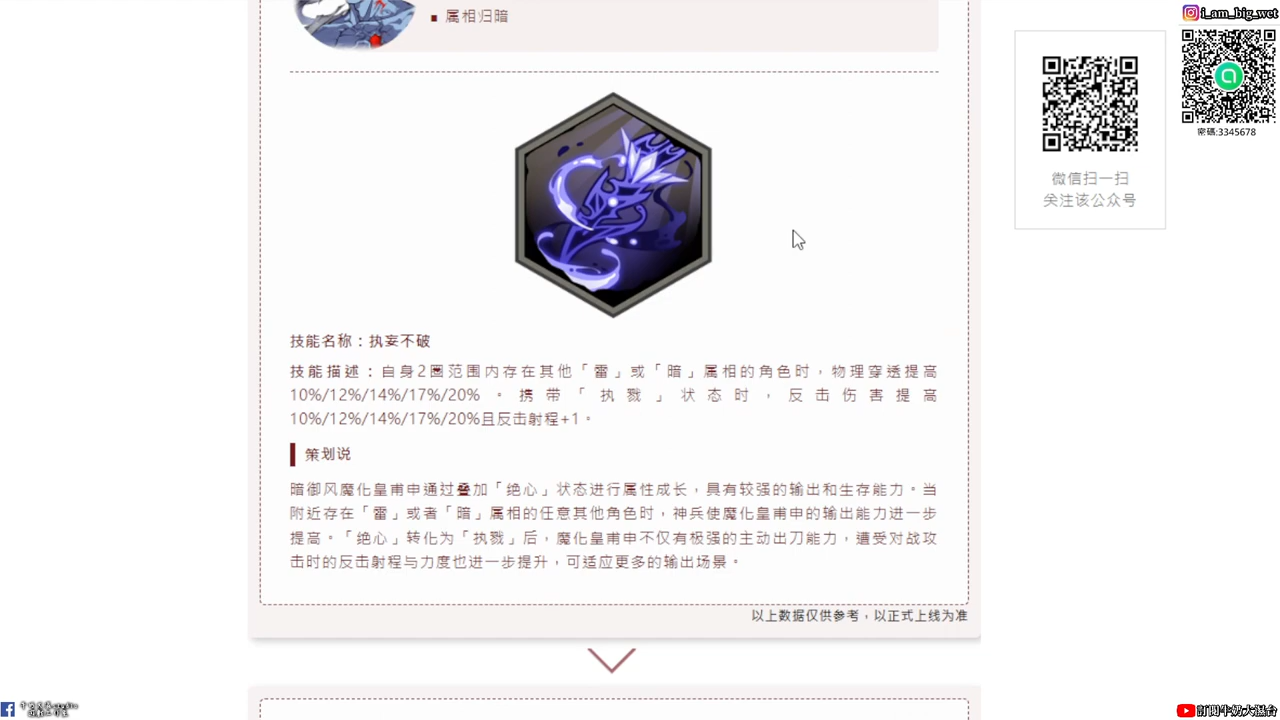 ■ 属相归暗
i_am_big_wet
密碼:3345678
微信扫一扫
关注该公众号
技能名称：执妄不破
技能描述：自身2圈范围内存在其他「雷」或「暗」属相的角色时，物理穿透提高
10%/12%/14%/17%/20%。携带「执戮」状态时，反击伤害提高
10%/12%/14%/17%/20%且反击射程+1。
策划说
暗御风魔化皇甫申通过叠加「绝心」状态进行属性成长，具有较强的输出和生存能力。当
附近存在「雷」或者「暗」属相的任意其他角色时，神兵使魔化皇甫申的输出能力进一步
提高。「绝心」转化为「执戮」后，魔化皇甫申不仅有极强的主动出刀能力，遭受对战攻
击时的反击射程与力度也进一步提升，可适应更多的输出场景。
以上数据仅供参考，以正式上线为准